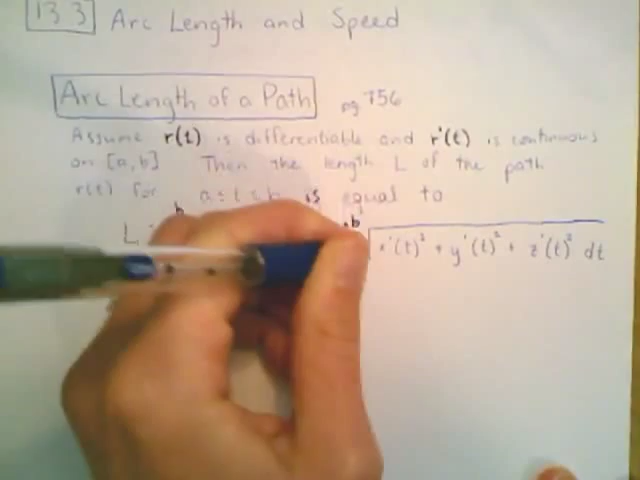 13.3 Arc Length and Speed
Arc Length of a Path pg 756
Assume r(t) is differentiable and r'(t) is continuous
on [a,b] Then the length L of the path
r(t) for a ≤ t ≤ b is equal to
L b b x'(t)² + y'(t)² + z'(t)² dt